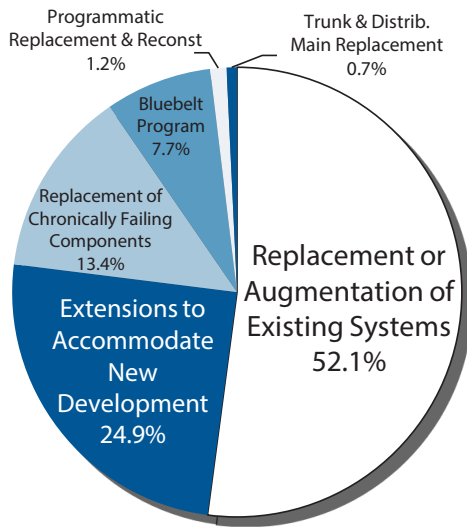 Programmatic
Replacement & Reconst
1.2%
Trunk & Distrib.
Main Replacement
0.7%
Bluebelt
Program
7.7%
Replacement of
Chronically Failing
Components
13.4%
Replacement or
Augmentation of
Existing Systems
52.1%
Extensions to
Accommodate
New
Development
24.9%